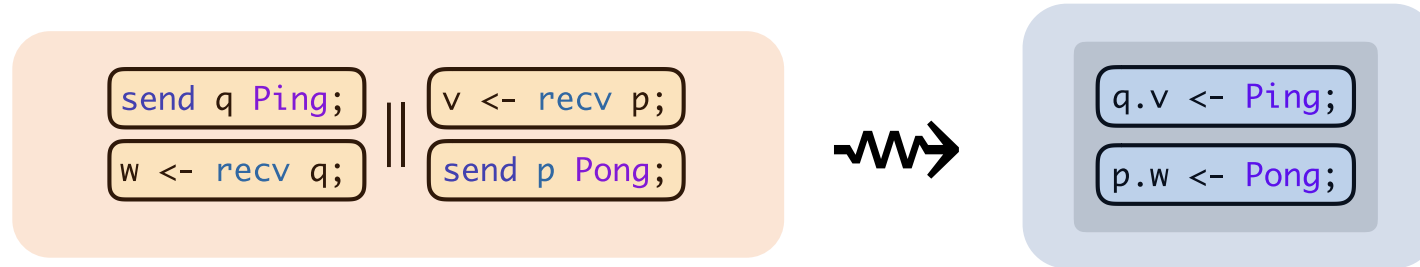 send q Ping;
w <- recv q;
||
v <- recv p;
send p Pong;
q.v <- Ping;
p.w <- Pong;